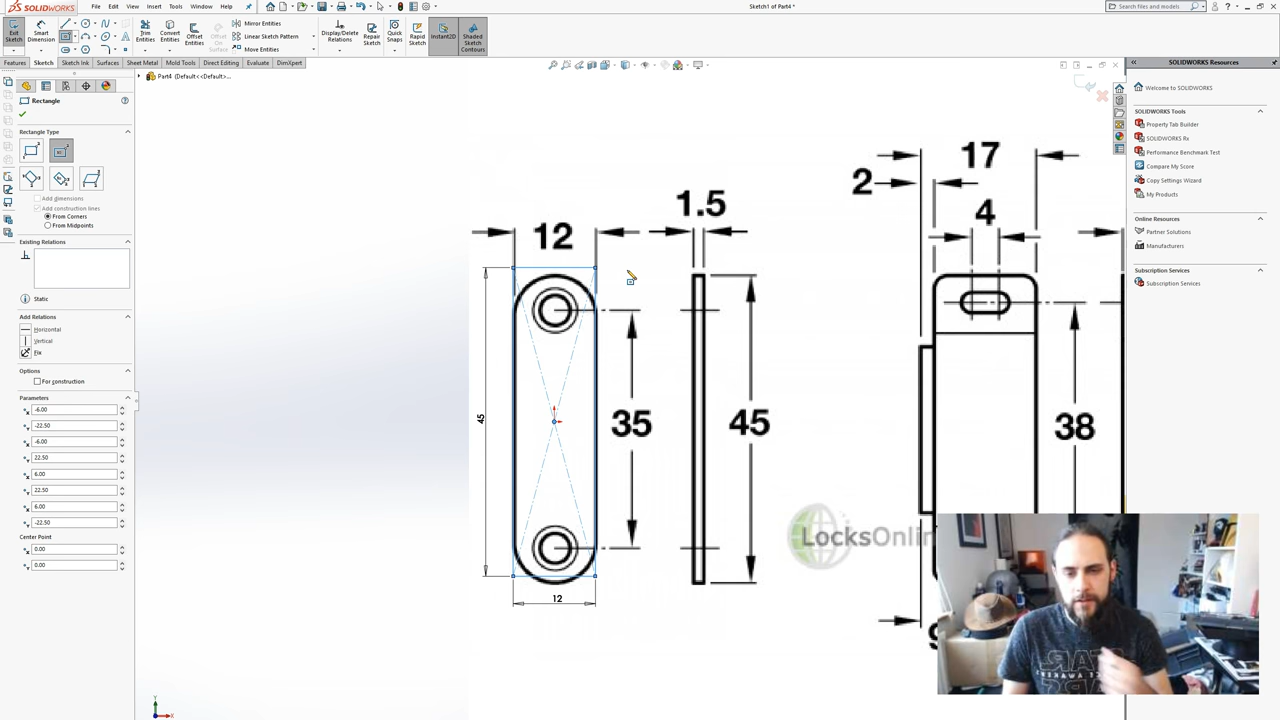 SOLIDWORKS
File
Edit
View
Insert
Tools
Window
Help
Sketch1 of Part4 *
Search files and models
Exit Sketch
Smart Dimension
Trim Entities
Convert Entities
Offset Entities
Offset On Surface
Mirror Entities
Linear Sketch Pattern
Move Entities
Display/Delete Relations
Repair Sketch
Quick Snaps
Rapid Sketch
Instant2D
Shaded Sketch Contours
Features
Sketch
Sketch Ink
Surfaces
Sheet Metal
Mold Tools
Direct Editing
Evaluate
DimXpert
Part4 (Default<<Default>...
Rectangle
Rectangle Type
Add dimensions
Add construction lines
From Corners
From Midpoints
Existing Relations
Static
Add Relations
Horizontal
Vertical
Fix
Options
For construction
Parameters
-6.00
-22.50
-6.00
22.50
6.00
22.50
6.00
-22.50
Center Point
0.00
0.00
12
1.5
35
45
45
12
17
2
4
38
LocksOnlin
Y
X
SOLIDWORKS Resources
Welcome to SOLIDWORKS
SOLIDWORKS Tools
Property Tab Builder
SOLIDWORKS Rx
Performance Benchmark Test
Compare My Score
Copy Settings Wizard
My Products
Online Resources
Partner Solutions
Manufacturers
Subscription Services
Subscription Services